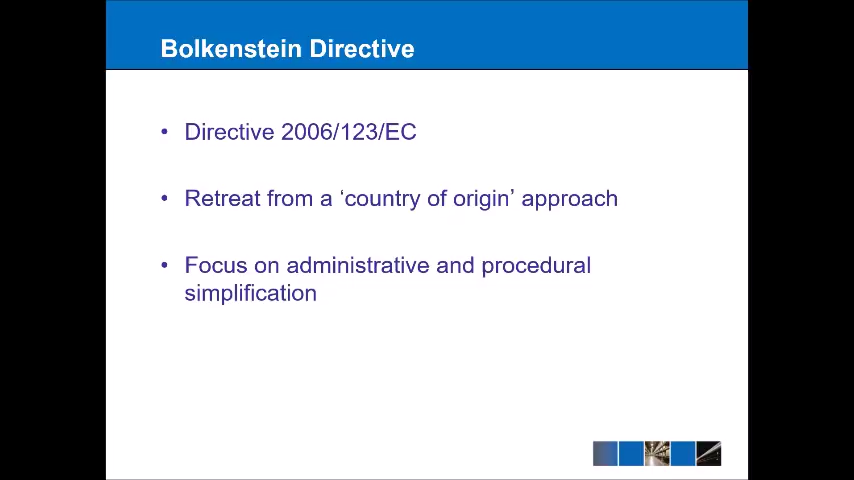 Bolkenstein Directive
• Directive 2006/123/EC
• Retreat from a ‘country of origin’ approach
• Focus on administrative and procedural
simplification